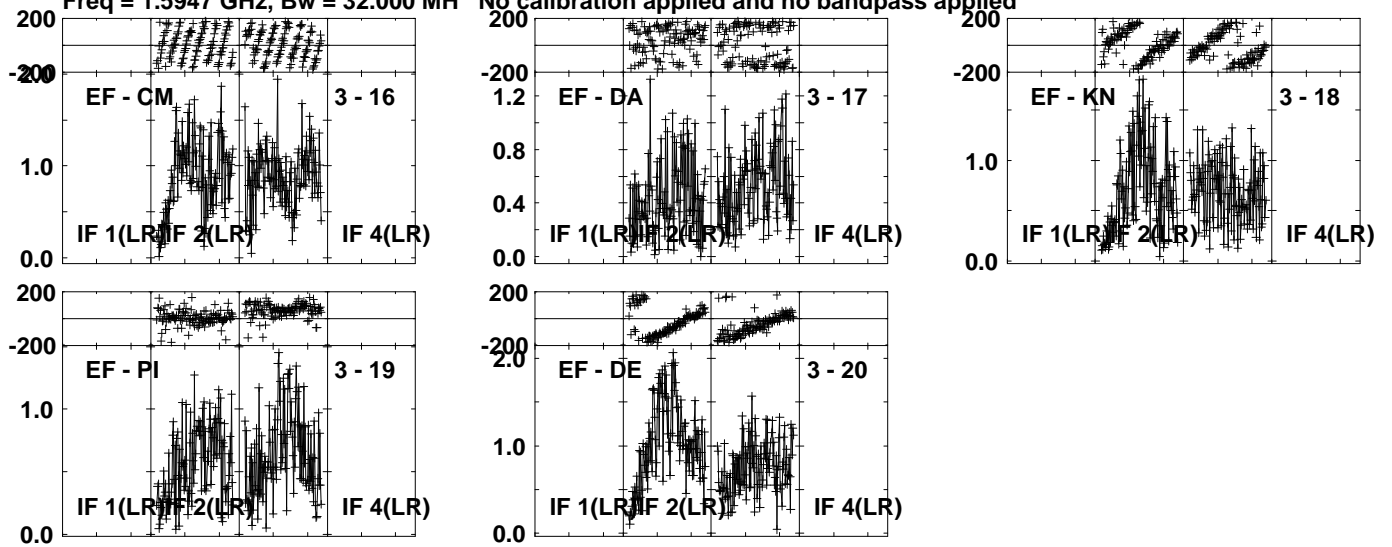 Freq = 1.5947 GHz, Bw = 32.000 MH No calibration applied and no bandpass applied
200
-200
2.0
1.0
0.0
EF - CM
3 - 16
IF 1(LR)
IF 2(LR)
IF 4(LR)
1.2
0.8
0.4
0.0
EF - DA
3 - 17
IF 1(LR)
IF 2(LR)
IF 4(LR)
200
-200
1.0
0.0
EF - KN
3 - 18
IF 1(LR)
IF 2(LR)
IF 4(LR)
200
-200
1.0
0.0
EF - PI
3 - 19
IF 1(LR)
IF 2(LR)
IF 4(LR)
2.0
1.0
0.0
EF - DE
3 - 20
IF 1(LR)
IF 2(LR)
IF 4(LR)